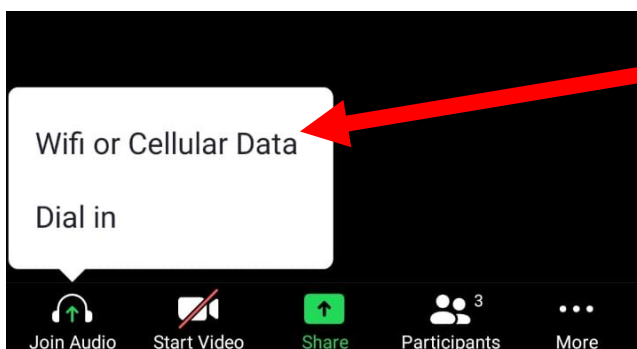 Wifi or Cellular Data
Dial in
3
Join Audio Start Video Share Participants More